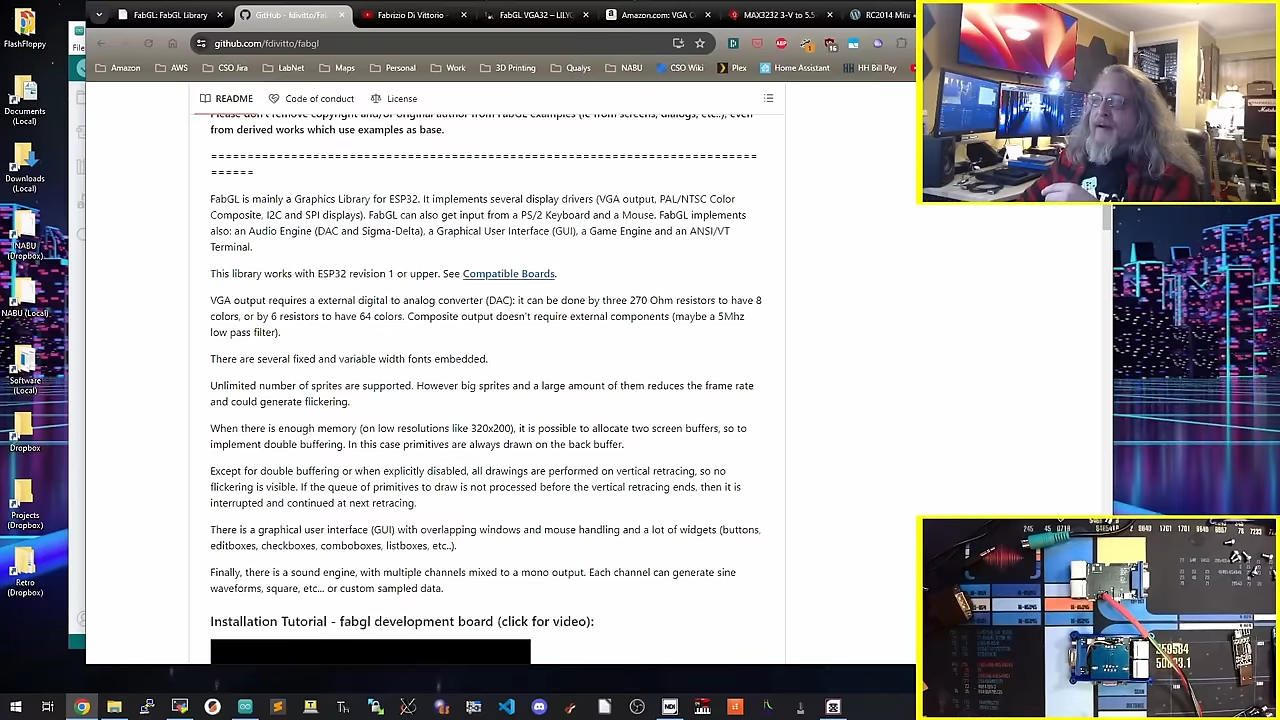 FabGL: FabGL Library
GitHub - fdivitto/Fa
Fabrizio Di Vittorio
FabGL VGA32 — LILY
Amazon.com: VGA C
MAX3232 3-V to 5.5
RC2014 Mini
github.com/fdivitto/fabgl
Amazon
AWS
CSO Jira
LabNet
Maps
Personal
Work
3D Printing
Qualys
NABU
CSO Wiki
Plex
Home Assistant
HH Bill Pay
README
Code of conduct
License
Please don't remove copyright and/or original author from FabGL examples (ie from screens, dialogs, etc..), even
from derived works which use examples as base.
FabGL is mainly a Graphics Library for ESP32. It implements several display drivers (VGA output, PAL/NTSC Color
Composite, I2C and SPI displays). FabGL can also get input from a PS/2 Keyboard and a Mouse. FabGL implements
also: an Audio Engine (DAC and Sigma-Delta), a Graphical User Interface (GUI), a Game Engine and an ANSI/VT
Terminal.
This library works with ESP32 revision 1 or upper. See Compatible Boards.
VGA output requires a external digital to analog converter (DAC): it can be done by three 270 Ohm resistors to have 8
colors, or by 6 resistors to have 64 colors. Composite output doesn't require external components (maybe a 5Mhz
low pass filter).
There are several fixed and variable width fonts embedded.
Unlimited number of sprites are supported. However big sprites and a large amount of them reduces the frame rate
and could generate flickering.
When there is enough memory (on low resolutions like 320x200), it is possible to allocate two screen buffers, so to
implement double buffering. In this case primitives are always drawn on the back buffer.
Except for double buffering or when explicitly disabled, all drawings are performed on vertical retracing, so no
flickering is visible. If the queue of primitives to draw is not processed before the vertical retracing ends, then it is
interrupted and continued at next retracing.
There is a graphical user interface (GUI) with overlapping windows and mouse handling and a lot of widgets (buttons,
editboxes, checkboxes, comboboxes, listboxes, etc..).
Finally, there is a sound engine, with multiple channels mixed to a mono output. Each channel can generate sine
waveforms, square, etc... or custom sampled data.
Installation Tutorial - fabgl development board (click for video):
FlashFloppy
Documents
(Local)
Downloads
(Local)
NABU
(Dropbox)
NABU (Local)
Software
(Local)
Dropbox
Projects
(Dropbox)
Retro
(Dropbox)